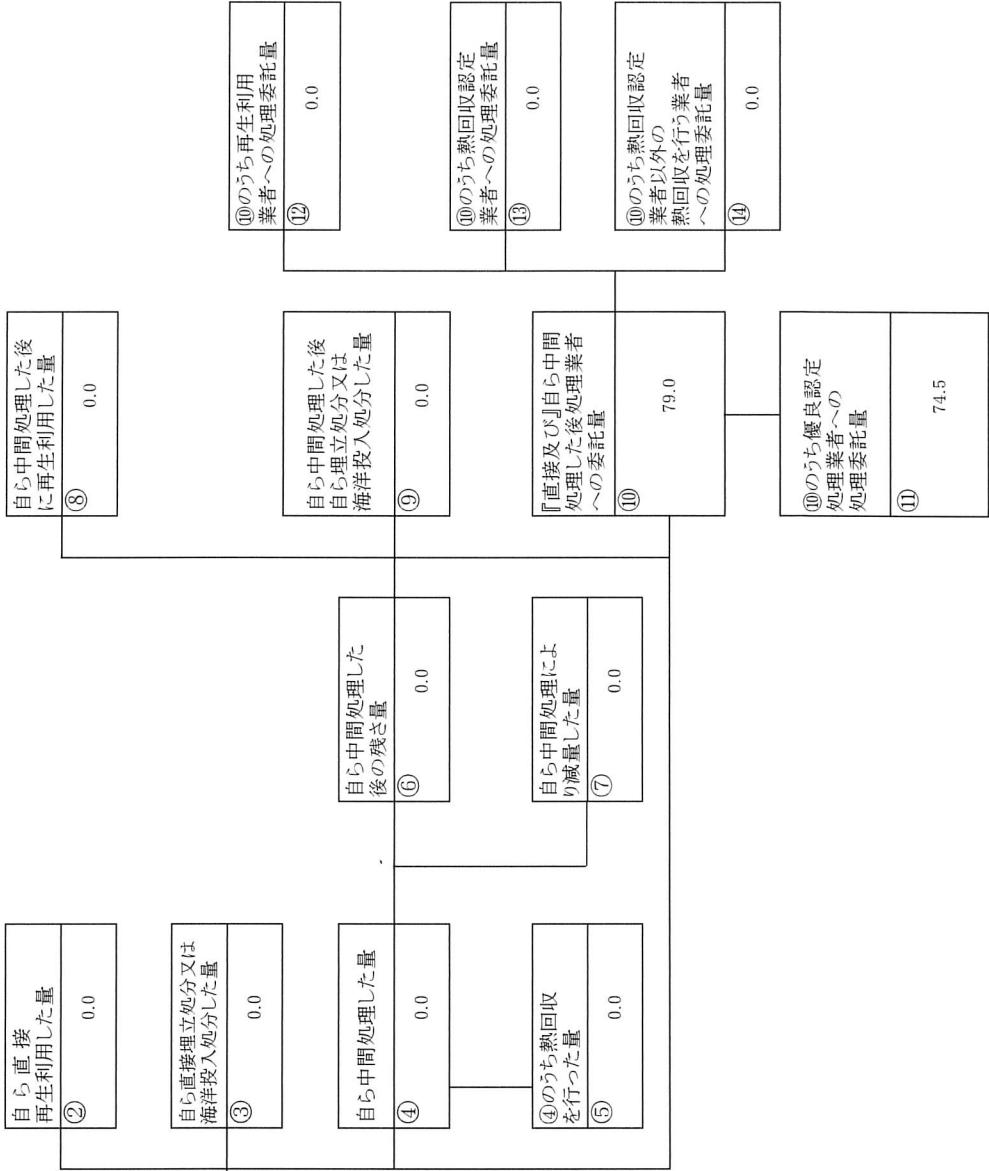 自 ら 直 接
再生利用した量
②
0.0
自ら直接埋立処分又は
海洋投入処分した量
③
0.0
自ら中間処理した量
④
0.0
④のうち熱回収
を行った量
⑤
0.0
自ら中間処理した
後の残さ量
⑥
0.0
自ら中間処理によ
り減量した量
⑦
0.0
自ら中間処理した後
に再生利用した量
⑧
0.0
自ら中間処理した後
自ら埋立処分又は
海洋投入処分した量
⑨
0.0
『直接及び』自ら中間
処理した後処理業者
への委託量
⑩
79.0
⑩のうち優良認定
処理業者への
処理委託量
⑪
74.5
⑩のうち再生利用
業者への処理委託量
⑫
0.0
⑩のうち熱回収認定
業者への処理委託量
⑬
0.0
⑩のうち熱回収認定
業者以外の
熱回収を行う業者
への処理委託量
⑭
0.0